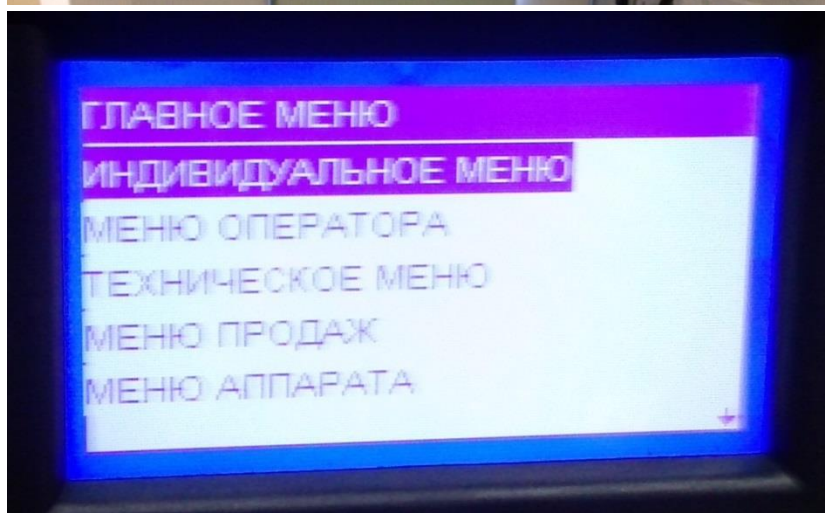 ГЛАВНОЕ МЕНЮ
ИНДИВИДУАЛЬНОЕ МЕНЮ
МЕНЮ ОПЕРАТОРА
ТЕХНИЧЕСКОЕ МЕНЮ
МЕНЮ ПРОДАЖ
МЕНЮ АППАРАТА